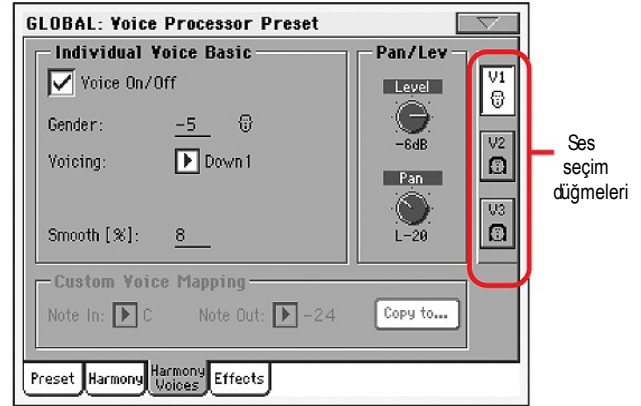 GLOBAL: Voice Processor Preset
Individual Voice Basic
Voice On/Off
Gender: -5
Voicing: Down1
Smooth [%]: 8
Pan/Lev
Level
-6dB
Pan
L-20
V1
V2
V3
Ses
seçim
düğmeleri
Custom Voice Mapping
Note In: C Note Out: -24 Copy to...
Preset Harmony Harmony Voices Effects